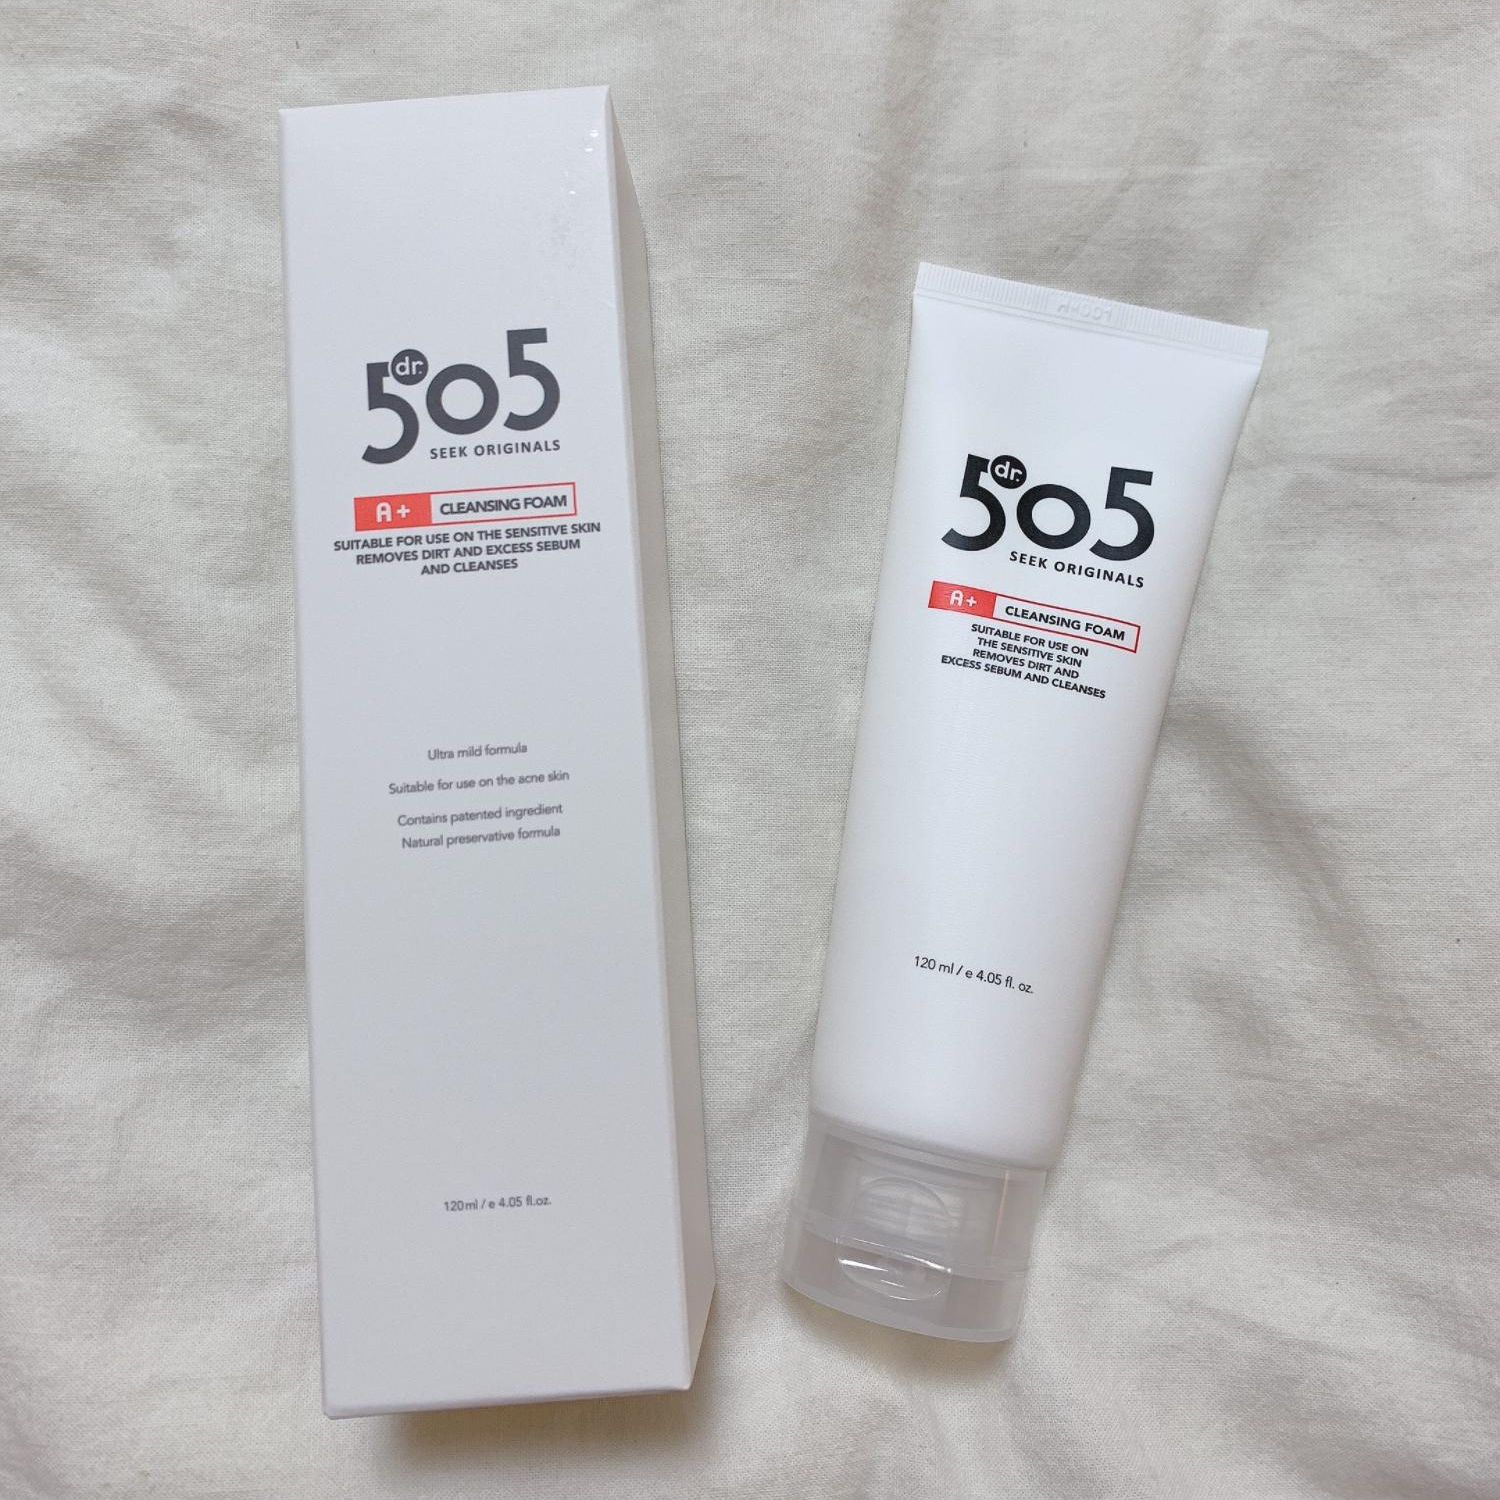 dr.
505
SEEK ORIGINALS
A+ CLEANSING FOAM
SUITABLE FOR USE ON THE SENSITIVE SKIN
REMOVES DIRT AND EXCESS SEBUM
AND CLEANSES
Ultra mild formula
Suitable for use on the acne skin
Contains patented ingredient
Natural preservative formula
120ml / e 4.05 fl.oz.
dr.
505
SEEK ORIGINALS
A+ CLEANSING FOAM
SUITABLE FOR USE ON
THE SENSITIVE SKIN
REMOVES DIRT AND
EXCESS SEBUM AND CLEANSES
120 ml / e 4.05 fl. oz.